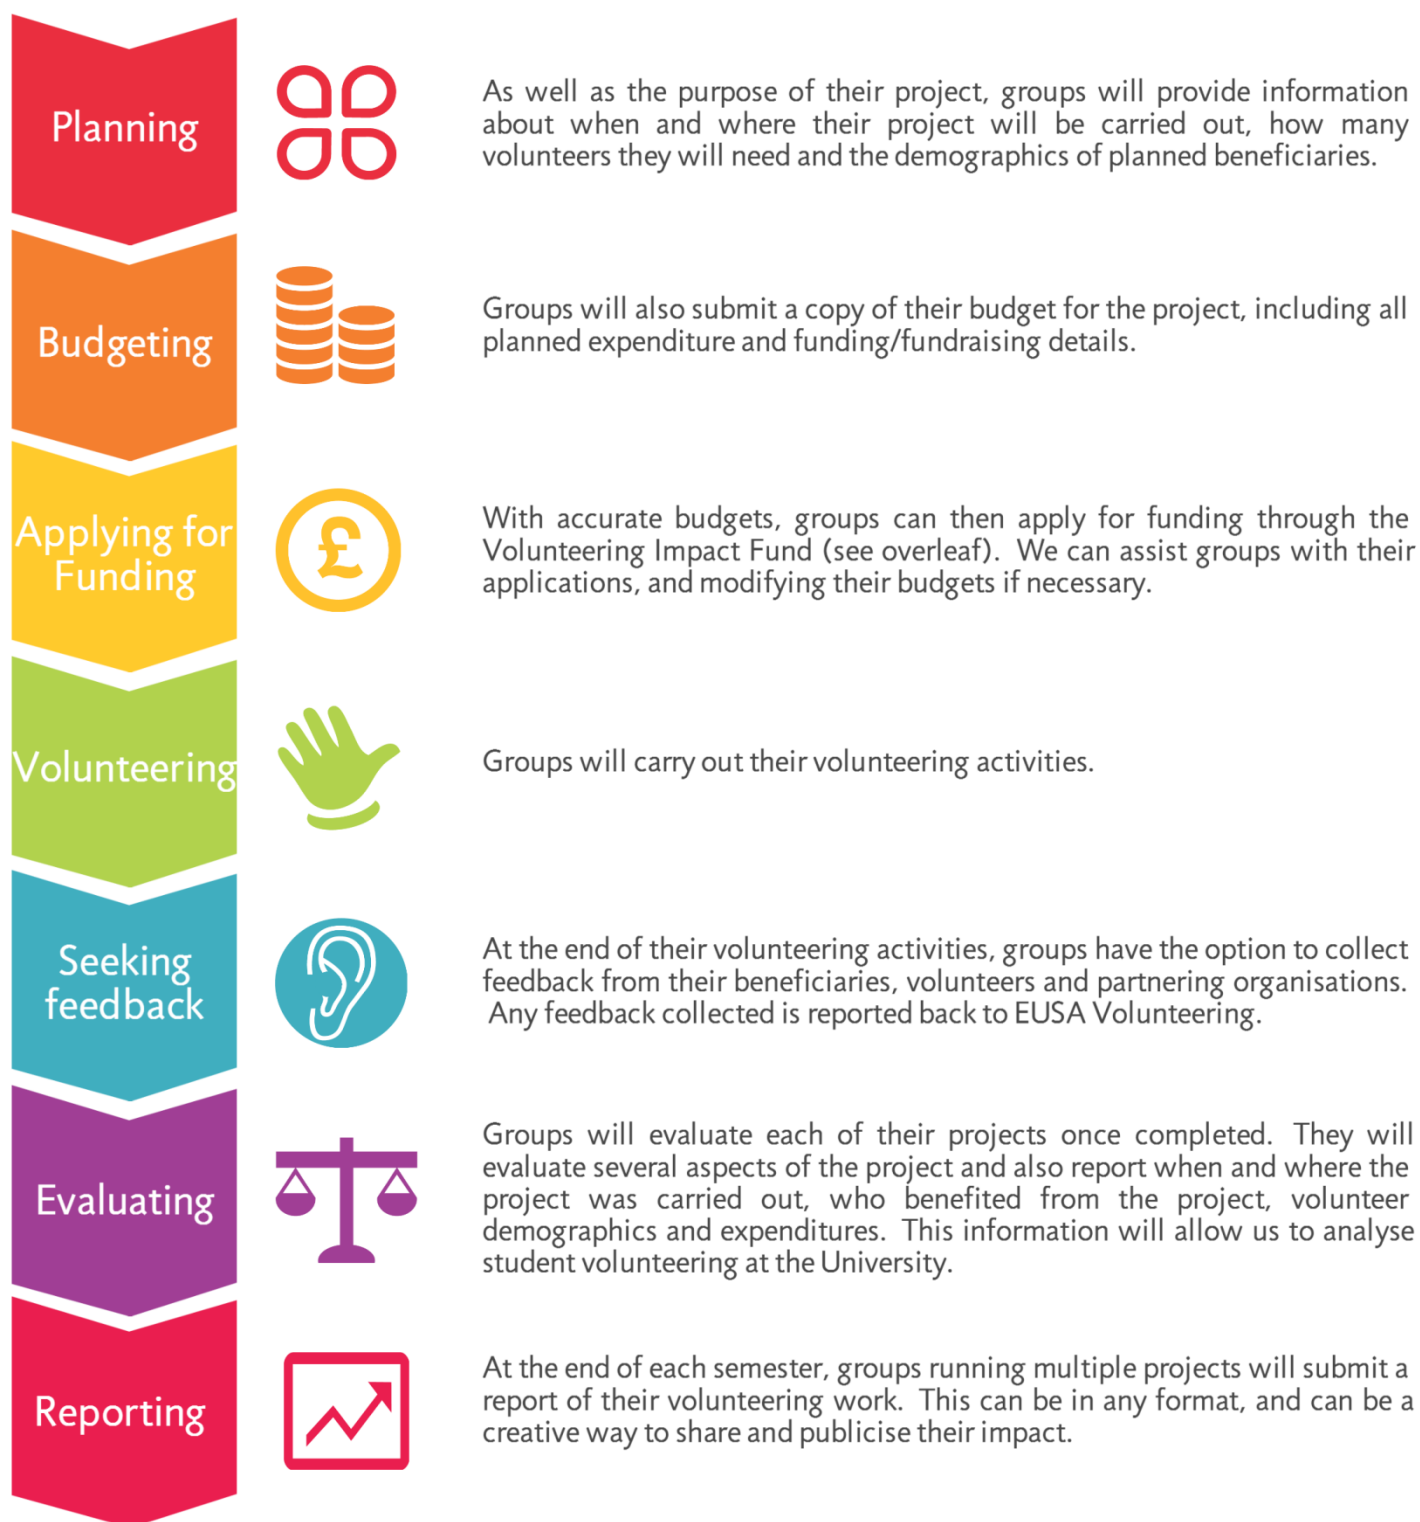 Planning
As well as the purpose of their project, groups will provide information
about when and where their project will be carried out, how many
volunteers they will need and the demographics of planned beneficiaries.
Budgeting
Groups will also submit a copy of their budget for the project, including all
planned expenditure and funding/fundraising details.
Applying for
Funding
£
With accurate budgets, groups can then apply for funding through the
Volunteering Impact Fund (see overleaf). We can assist groups with their
applications, and modifying their budgets if necessary.
Volunteering
Groups will carry out their volunteering activities.
Seeking
feedback
At the end of their volunteering activities, groups have the option to collect
feedback from their beneficiaries, volunteers and partnering organisations.
Any feedback collected is reported back to EUSA Volunteering.
Evaluating
Groups will evaluate each of their projects once completed. They will
evaluate several aspects of the project and also report when and where the
project was carried out, who benefited from the project, volunteer
demographics and expenditures. This information will allow us to analyse
student volunteering at the University.
Reporting
At the end of each semester, groups running multiple projects will submit a
report of their volunteering work. This can be in any format, and can be a
creative way to share and publicise their impact.